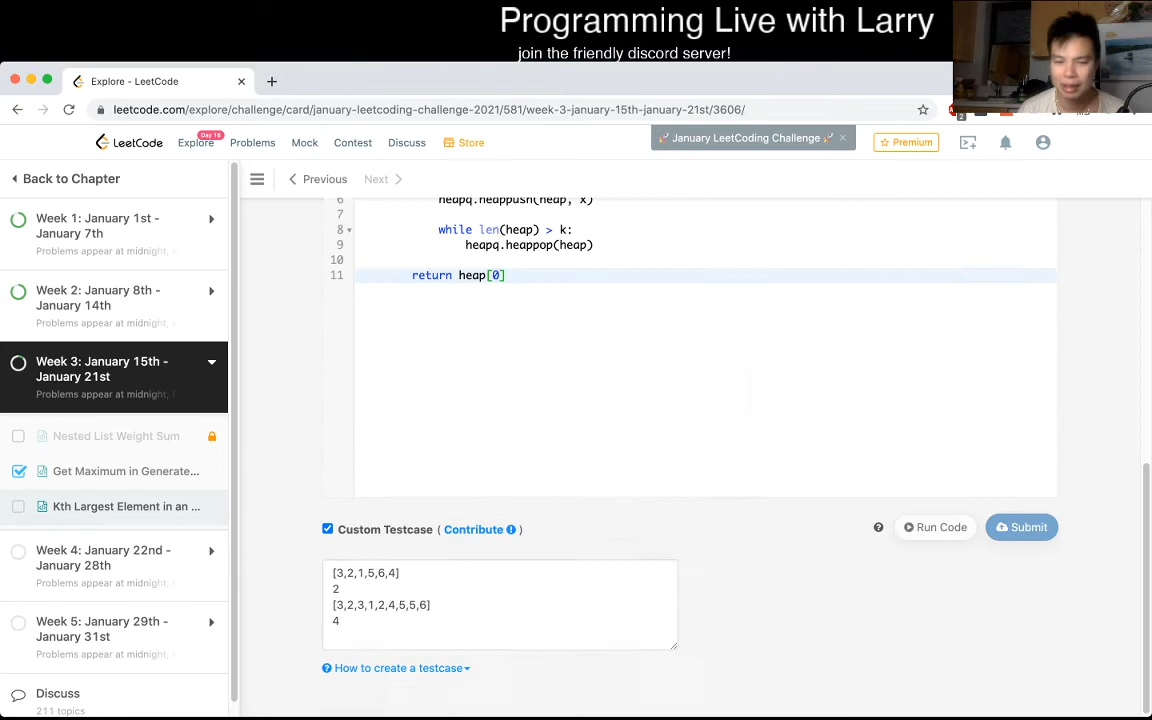 Programming Live with Larry
join the friendly discord server!
Explore - LeetCode
leetcode.com/explore/challenge/card/january-leetcoding-challenge-2021/581/week-3-january-15th-january-21st/3606/
2
LeetCode
Explore
Day 16
Problems
Mock
Contest
Discuss
Store
January LeetCoding Challenge
Premium
Back to Chapter
Previous
Next
Week 1: January 1st -
7th
Problems appear at midnight,
Week 2: January 8th -
14th
Problems appear at midnight,
Week 3: January 15th -
January 21st
Problems appear at midnight,
Nested List Weight Sum
Get Maximum in Generate...
Kth Largest Element in an ...
Week 4: January 22nd -
28th
Problems appear at midnight,
Week 5: January 29th -
January 31st
Problems appear at midnight,
Discuss
211 topics
6 heapq.heappush(heap, x)
7
8 while len(heap) > k:
9 heapq.heappop(heap)
10
11 return heap[0]
Custom Testcase ( Contribute )
Run Code
Submit
[3,2,1,5,6,4]
2
[3,2,3,1,2,4,5,5,6]
4
How to create a testcase